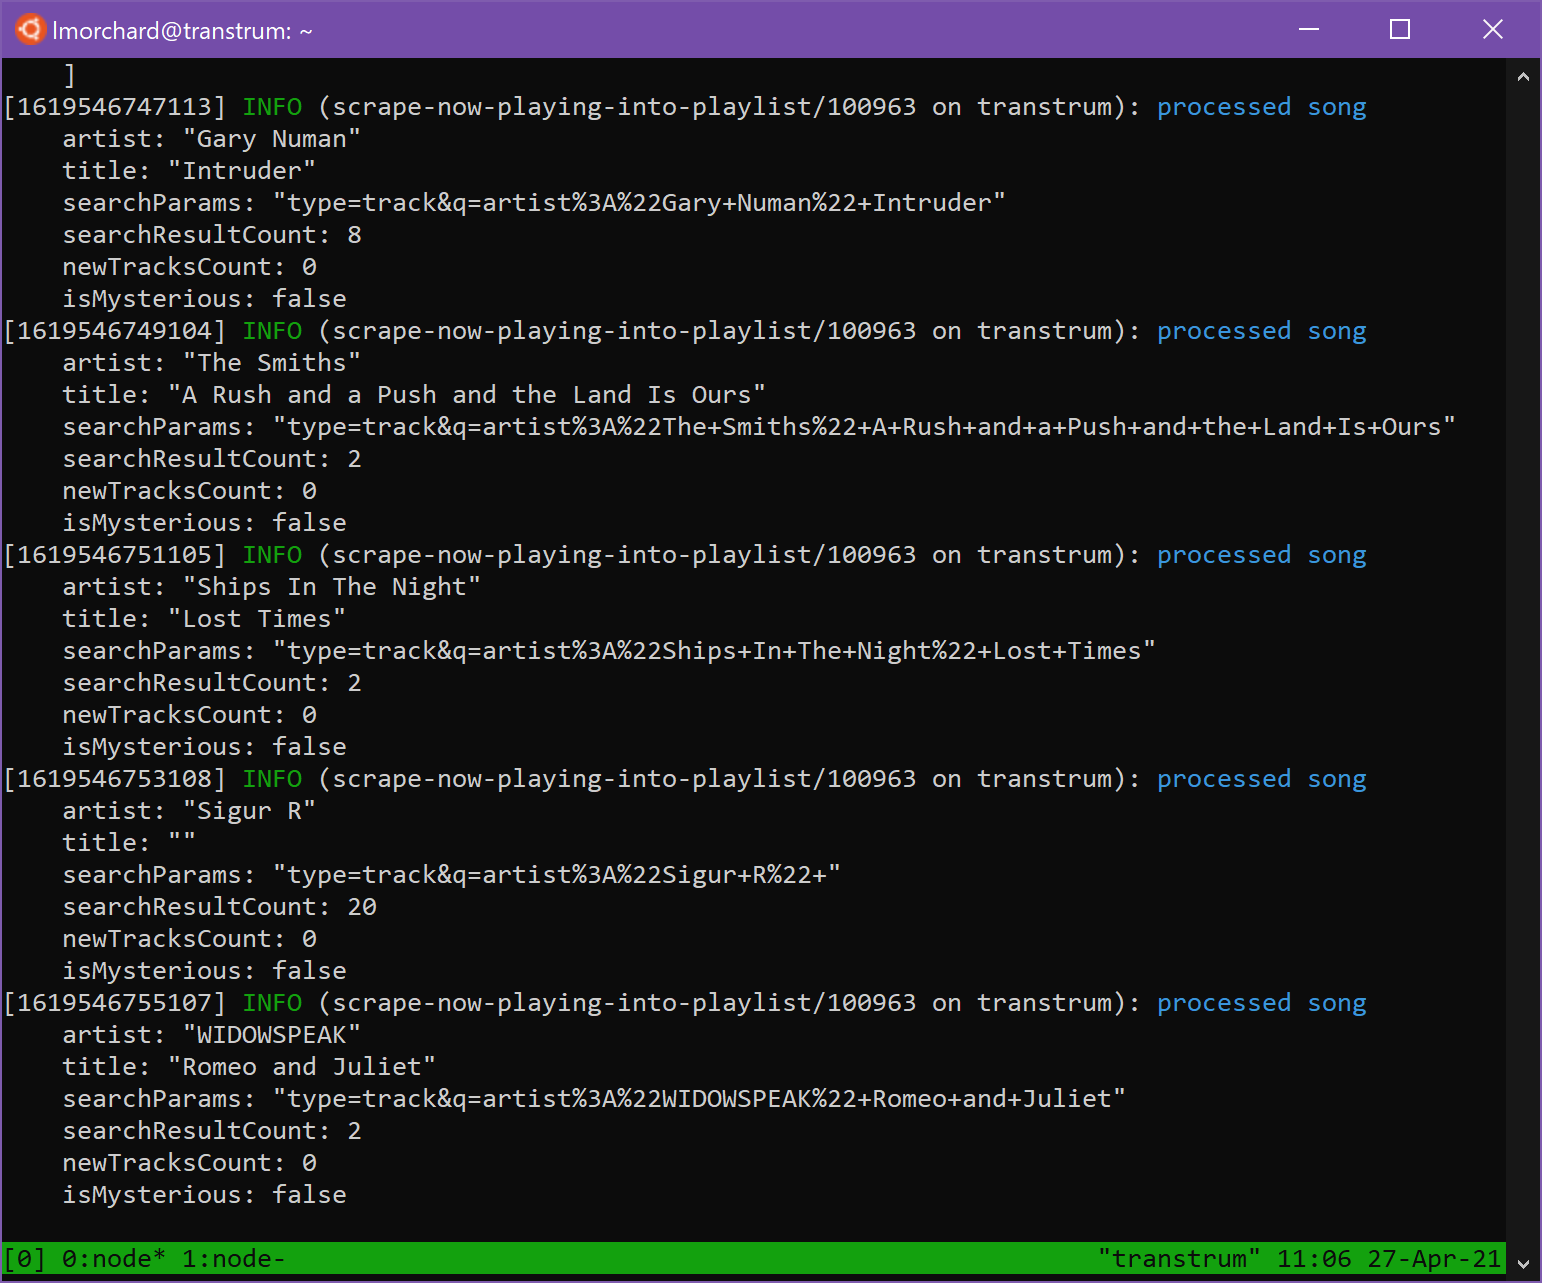 lmorchard@transtrum: ~
    ]
[1619546747113] INFO (scrape-now-playing-into-playlist/100963 on transtrum): processed song
    artist: "Gary Numan"
    title: "Intruder"
    searchParams: "type=track&q=artist%3A%22Gary+Numan%22+Intruder"
    searchResultCount: 8
    newTracksCount: 0
    isMysterious: false
[1619546749104] INFO (scrape-now-playing-into-playlist/100963 on transtrum): processed song
    artist: "The Smiths"
    title: "A Rush and a Push and the Land Is Ours"
    searchParams: "type=track&q=artist%3A%22The+Smiths%22+A+Rush+and+a+Push+and+the+Land+Is+Ours"
    searchResultCount: 2
    newTracksCount: 0
    isMysterious: false
[1619546751105] INFO (scrape-now-playing-into-playlist/100963 on transtrum): processed song
    artist: "Ships In The Night"
    title: "Lost Times"
    searchParams: "type=track&q=artist%3A%22Ships+In+The+Night%22+Lost+Times"
    searchResultCount: 2
    newTracksCount: 0
    isMysterious: false
[1619546753108] INFO (scrape-now-playing-into-playlist/100963 on transtrum): processed song
    artist: "Sigur R"
    title: ""
    searchParams: "type=track&q=artist%3A%22Sigur+R%22+"
    searchResultCount: 20
    newTracksCount: 0
    isMysterious: false
[1619546755107] INFO (scrape-now-playing-into-playlist/100963 on transtrum): processed song
    artist: "WIDOWSPEAK"
    title: "Romeo and Juliet"
    searchParams: "type=track&q=artist%3A%22WIDOWSPEAK%22+Romeo+and+Juliet"
    searchResultCount: 2
    newTracksCount: 0
    isMysterious: false
[0] 0:node* 1:node- "transtrum" 11:06 27-Apr-21